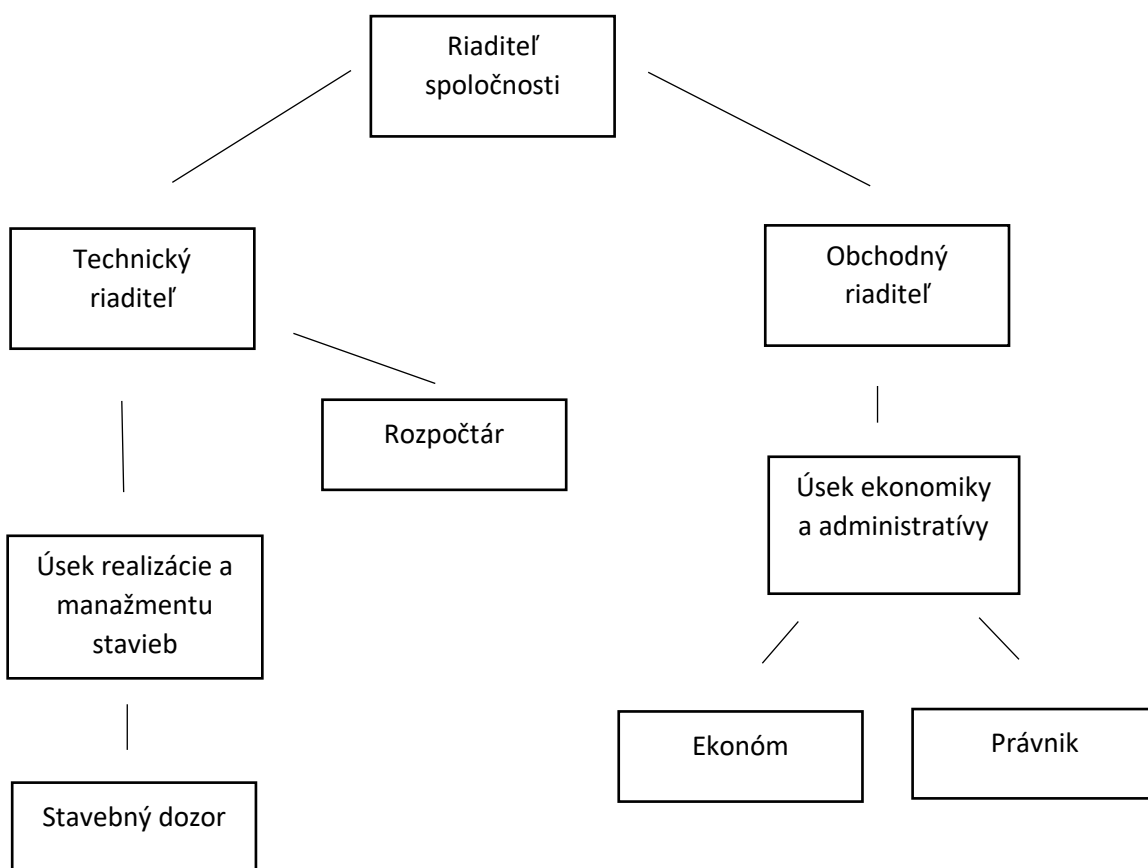 Riaditeľ
spoločnosti
Technický
riaditeľ
Obchodný
riaditeľ
Rozpočtár
Úsek ekonomiky
a administratívy
Úsek realizácie a
manažmentu
stavieb
Ekonóm
Právnik
Stavebný dozor